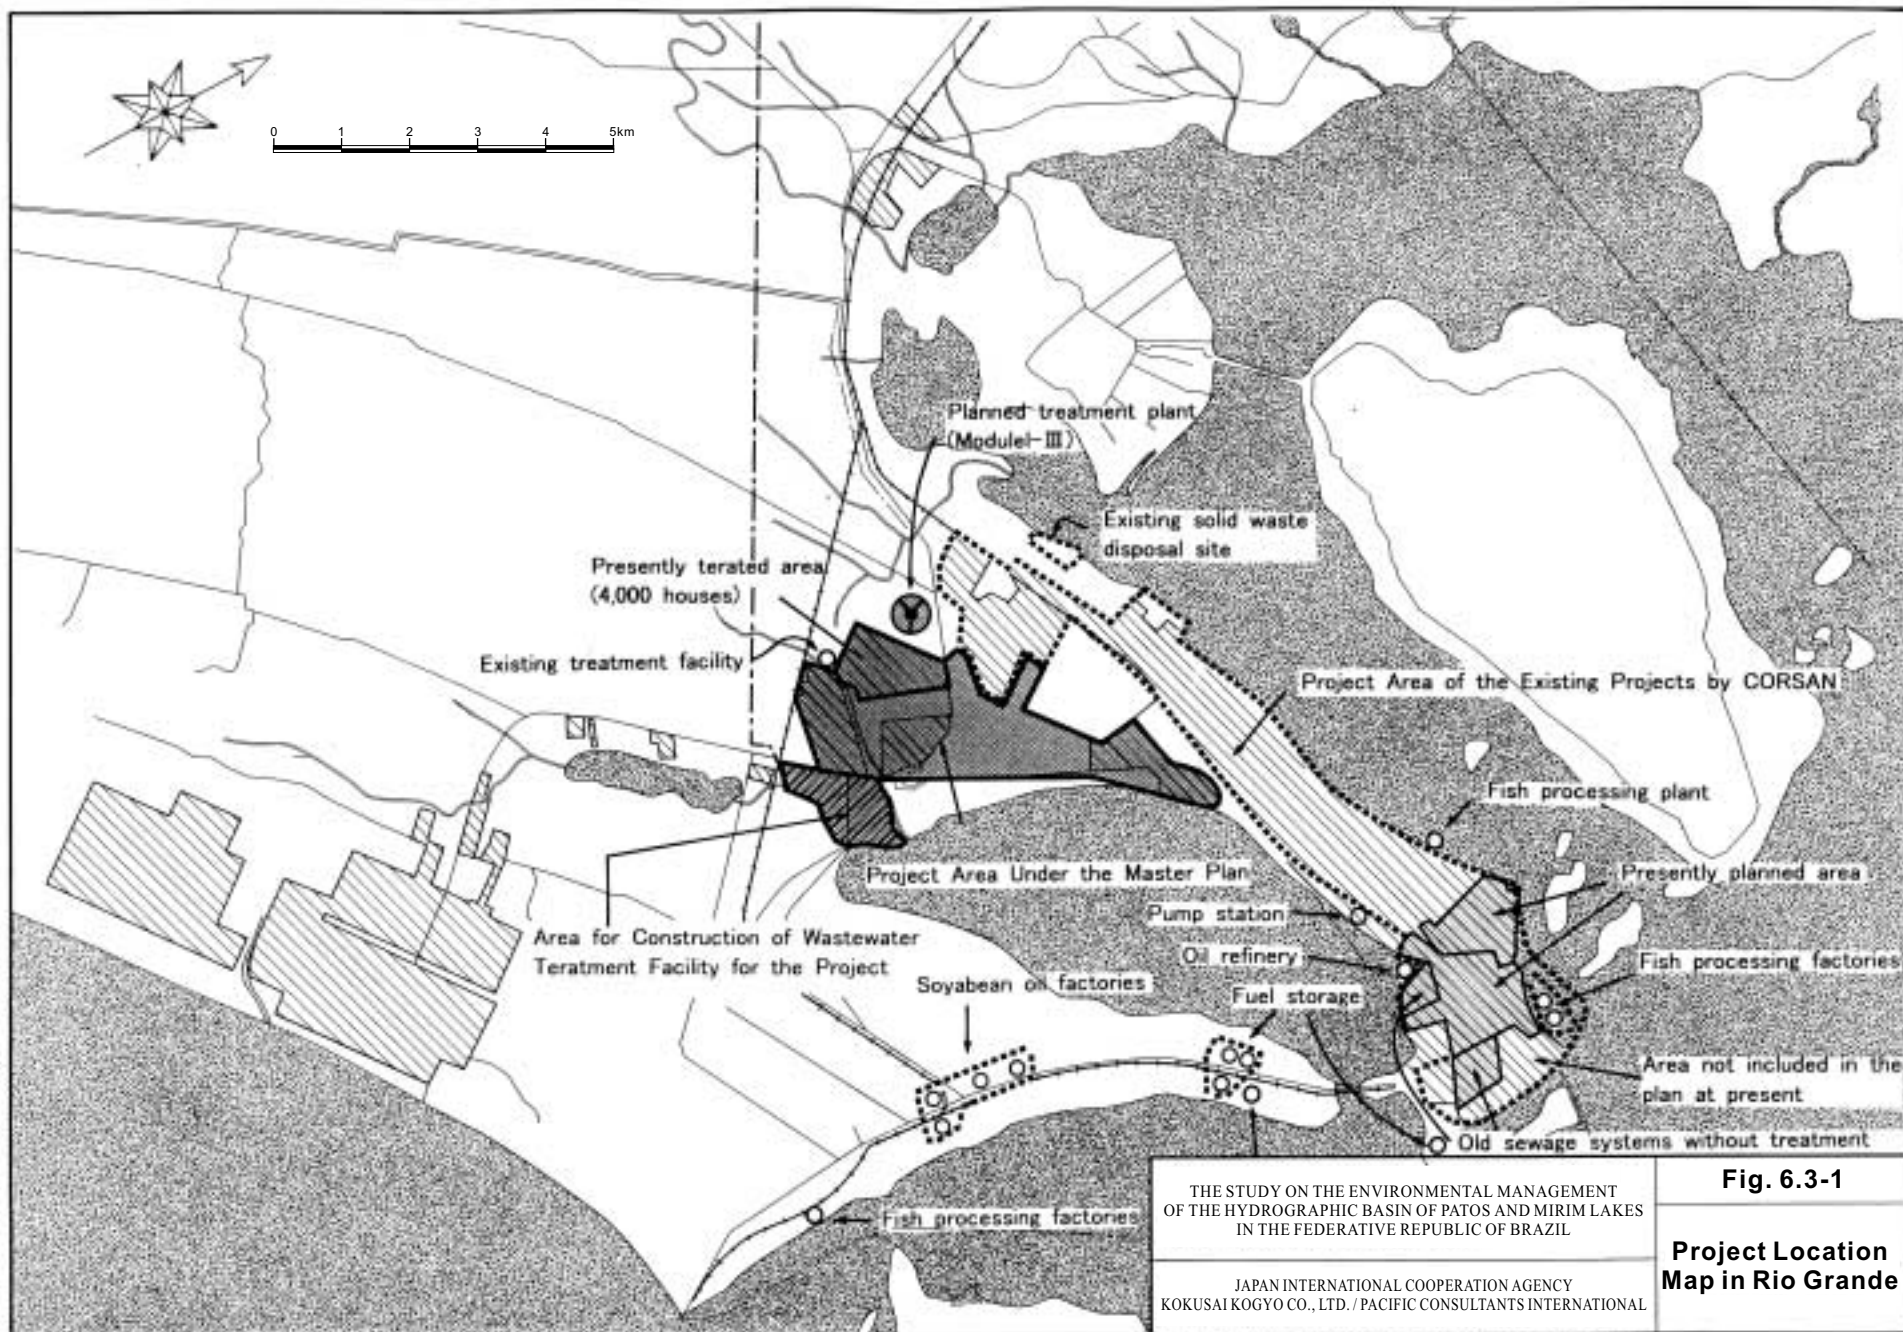 0 1 2 3 4 5km
Planned treatment plant
(Modulel-III)
Existing solid waste
disposal site
Presently terated area
(4,000 houses)
Existing treatment facility
Project Area of the Existing Projects by CORSAN
Fish processing plant
Project Area Under the Master Plan
Presently planned area
Pump station
Area for Construction of Wastewater
Teratment Facility for the Project
Oil refinery
Fish processing factories
Soyabean oil factories
Fuel storage
Area not included in the
plan at present
Old sewage systems without treatment
Fish processing factories
THE STUDY ON THE ENVIRONMENTAL MANAGEMENT
OF THE HYDROGRAPHIC BASIN OF PATOS AND MIRIM LAKES
IN THE FEDERATIVE REPUBLIC OF BRAZIL
JAPAN INTERNATIONAL COOPERATION AGENCY
KOKUSAI KOGYO CO., LTD. / PACIFIC CONSULTANTS INTERNATIONAL
Fig. 6.3-1
Project Location
Map in Rio Grande